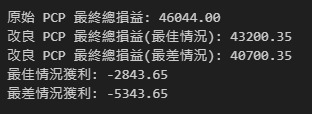 原始 PCP 最終總損益: 46044.00
改良 PCP 最終總損益(最佳情況): 43200.35
改良 PCP 最終總損益(最差情況): 40700.35
最佳情況獲利: -2843.65
最差情況獲利: -5343.65